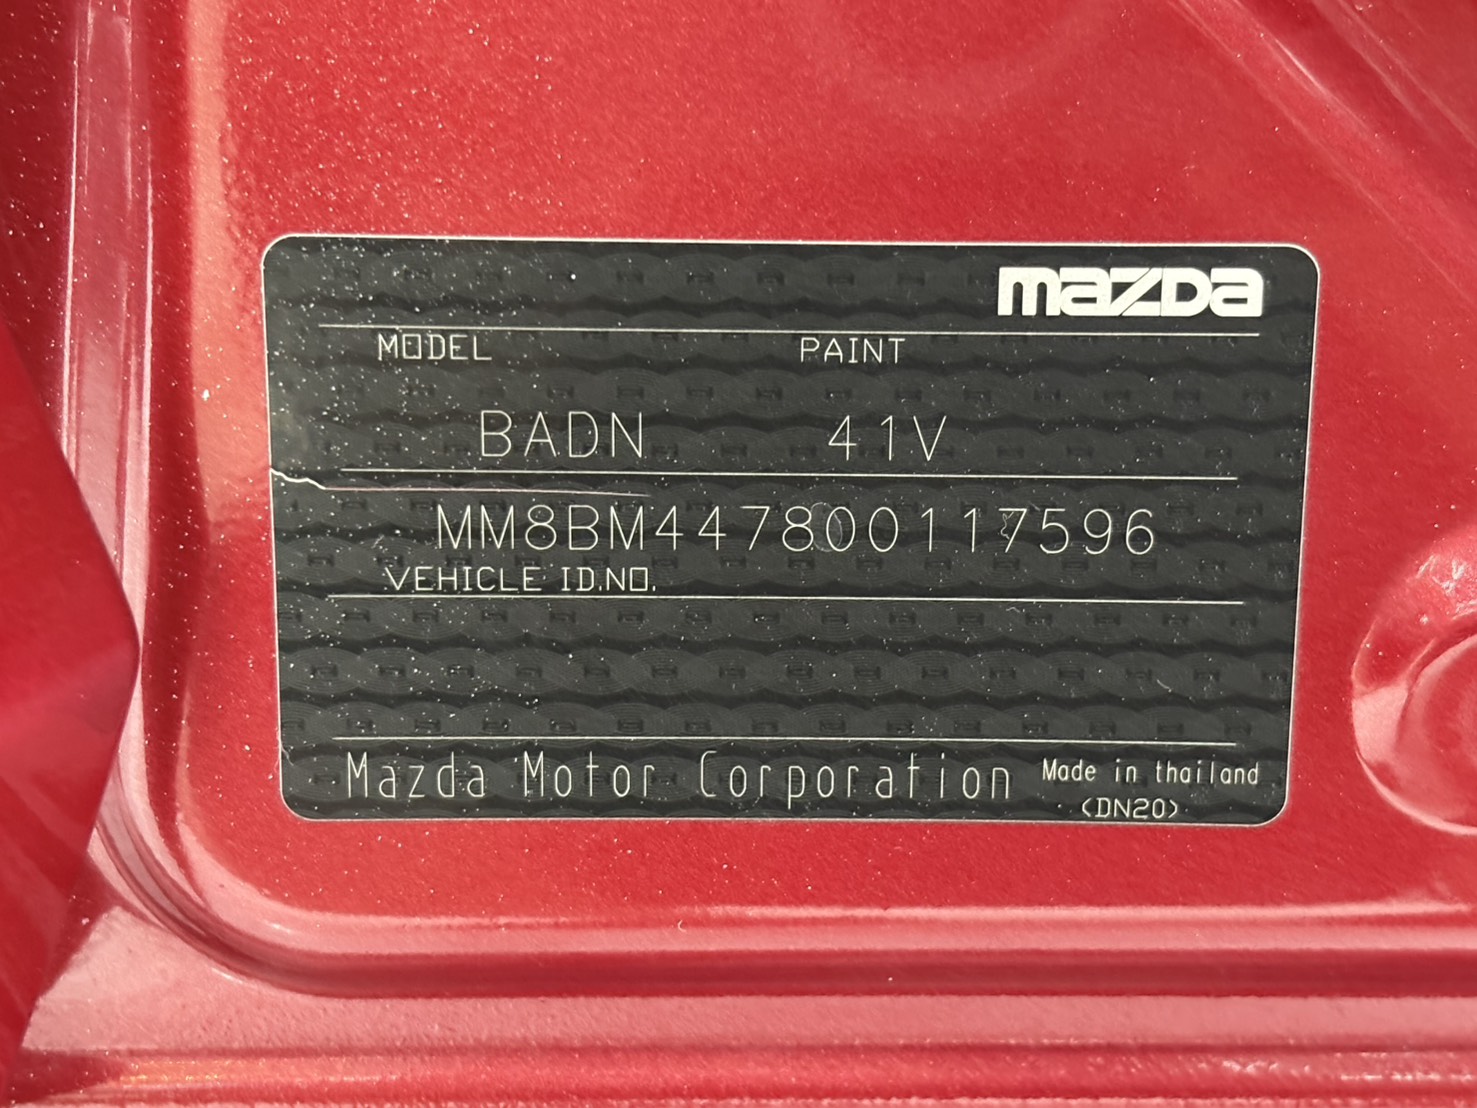 mazda
MODEL PAINT
BADN 41V
MM8BM447800117596
VEHICLE ID.NO.
Mazda Motor Corporation Made in thailand
(DN20)